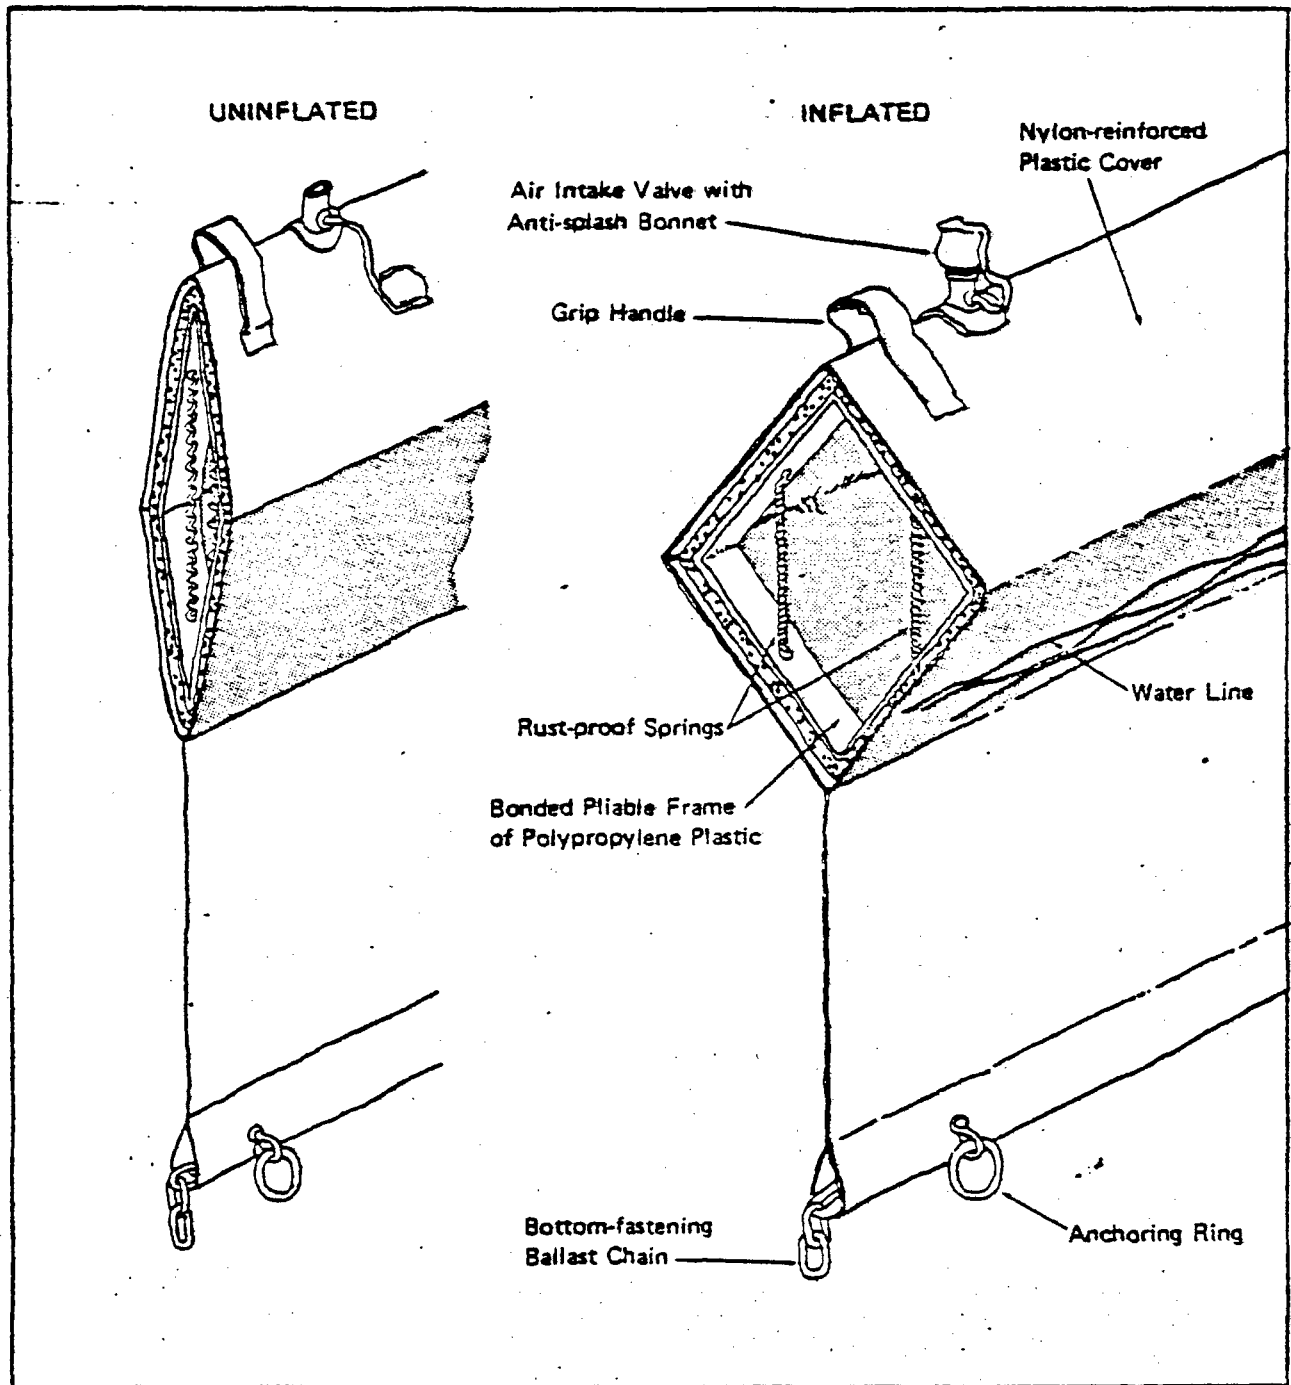 UNINFLATED
INFLATED
Nylon-reinforced
Plastic Cover
Air Intake Valve with
Anti-splash Bonnet
Grip Handle
Water Line
Rust-proof Springs
Bonded Pliable Frame
of Polypropylene Plastic
Bottom-fastening
Ballast Chain
Anchoring Ring